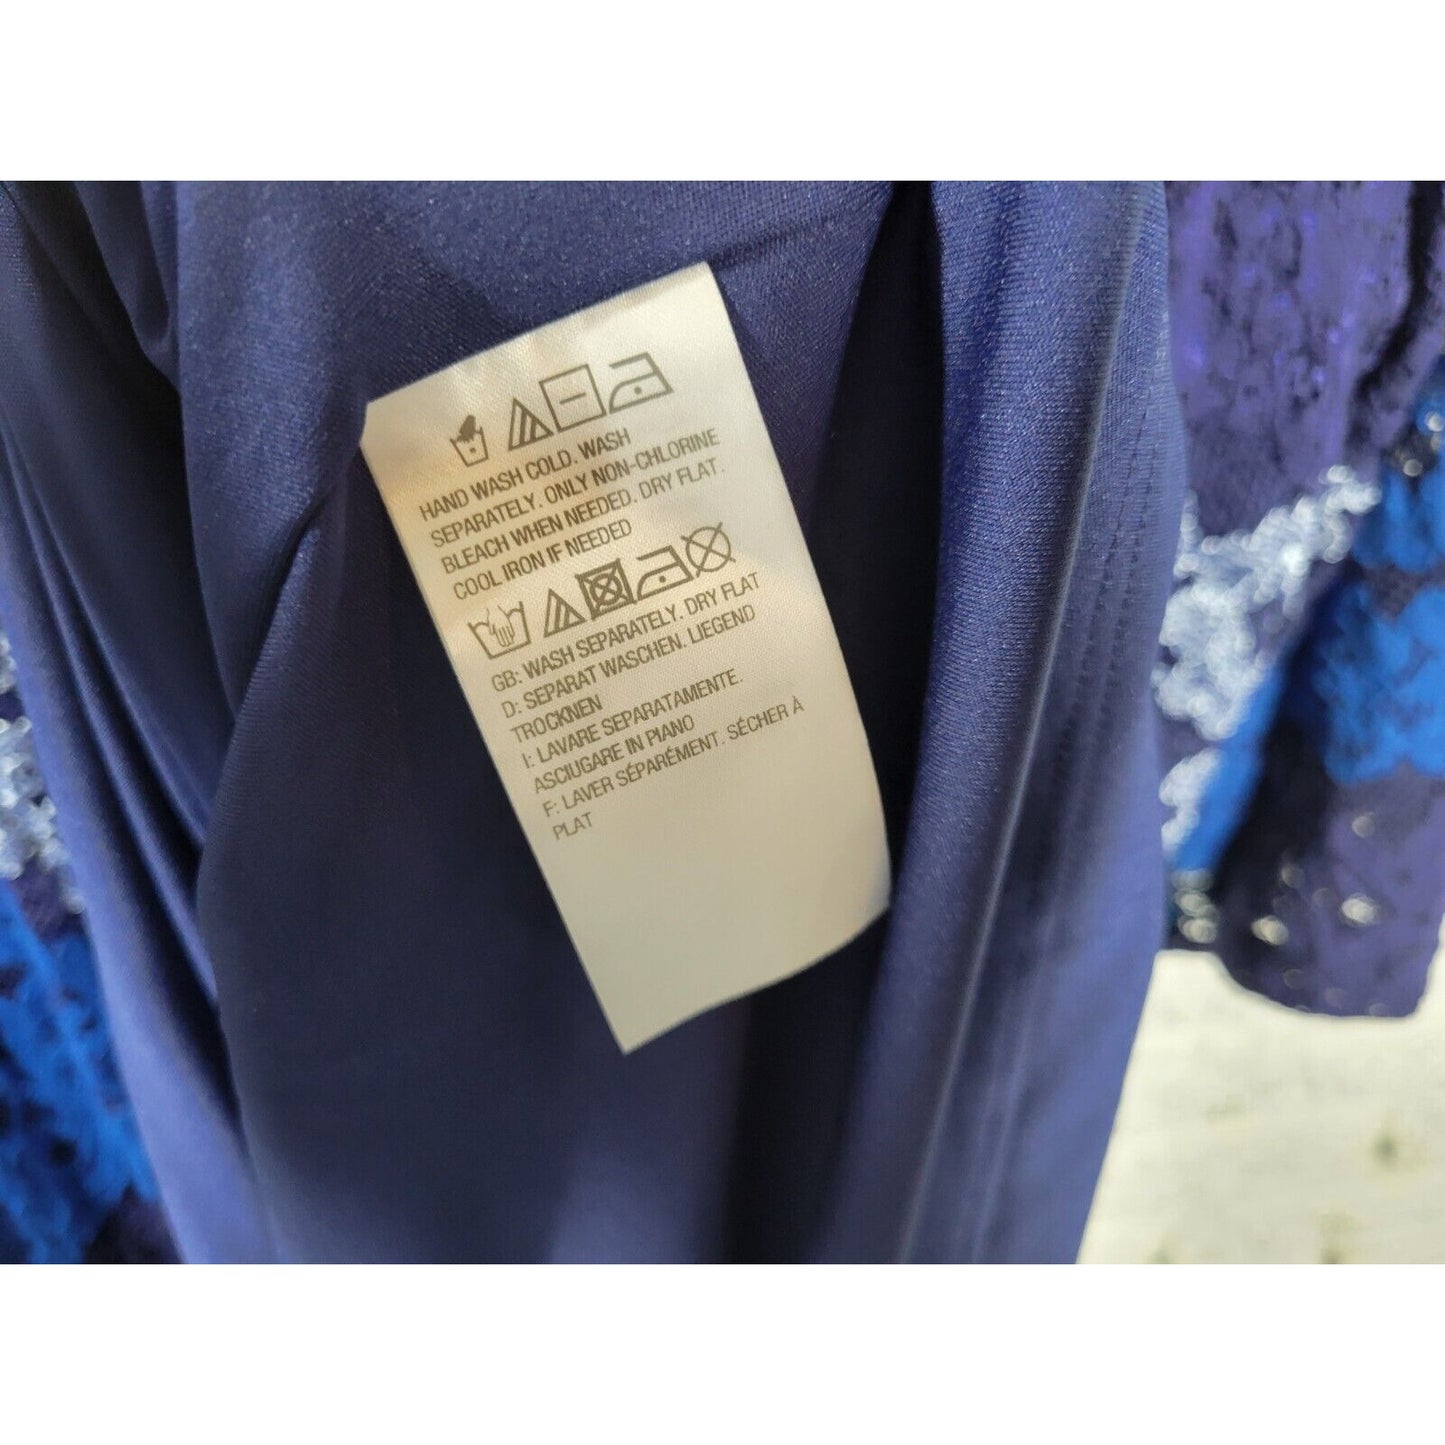 HAND WASH COLD. WASH
SEPARATELY. ONLY NON-CHLORINE
BLEACH WHEN NEEDED. DRY FLAT.
COOL IRON IF NEEDED
GB: WASH SEPARATELY. DRY FLAT
D: SEPARAT WASCHEN. LIEGEND
TROCKNEN
I: LAVARE SEPARATAMENTE.
ASCIUGARE IN PIANO
F: LAVER SÉPARÉMENT. SÉCHER À
PLAT